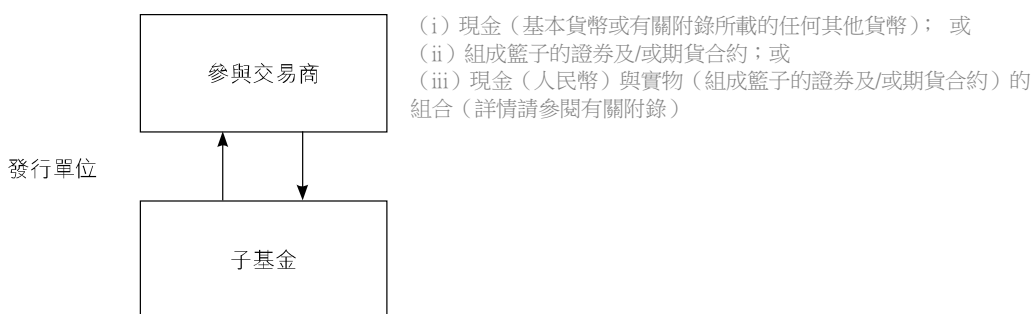 （i）現金（基本貨幣或有關附錄所載的任何其他貨幣）； 或
（ii）組成籃子的證券及/或期貨合約；或
（iii）現金（人民幣）與實物（組成籃子的證券及/或期貨合約）的
組合（詳情請參閱有關附錄）
參與交易商
發行單位
子基金